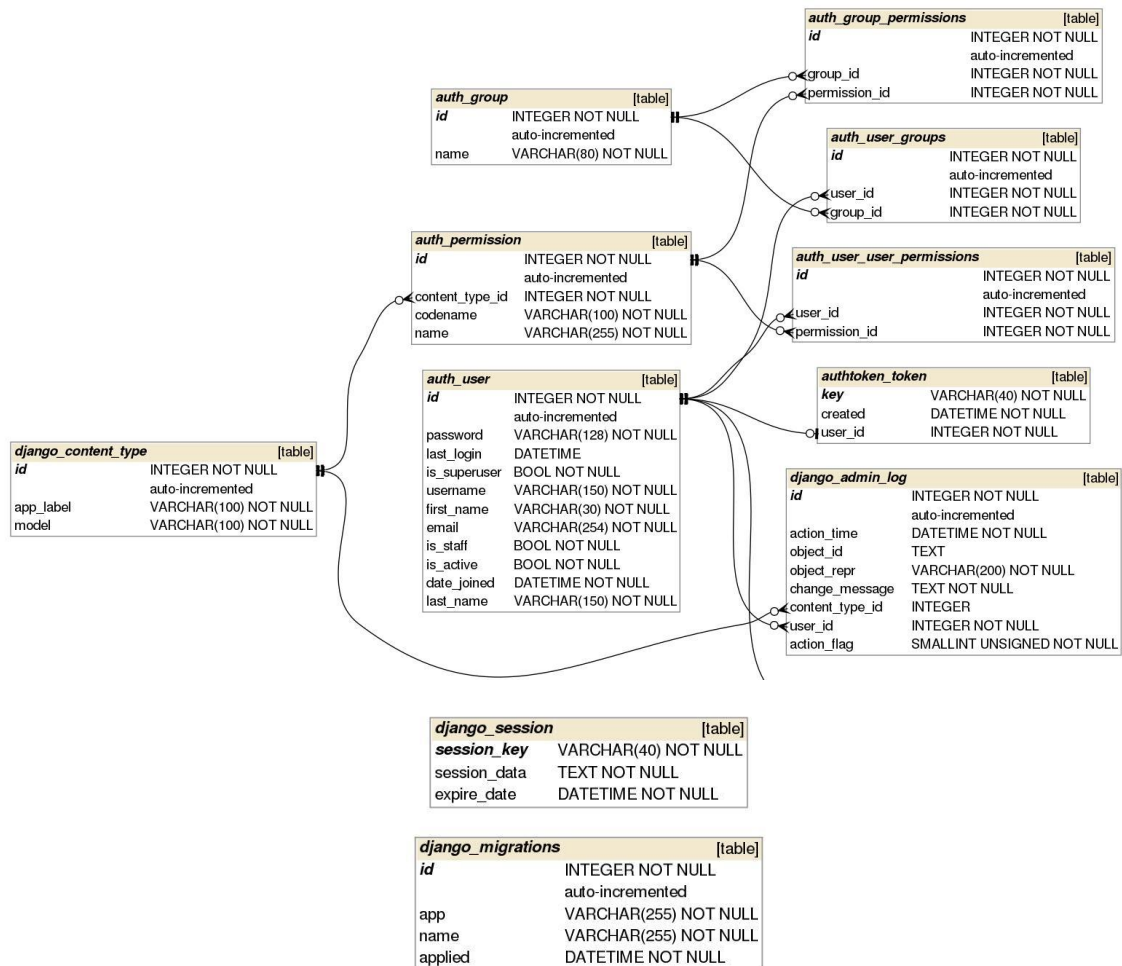 auth_group_permissions [table]
id INTEGER NOT NULL
auto-incremented
group_id INTEGER NOT NULL
permission_id INTEGER NOT NULL
auth_group [table]
id INTEGER NOT NULL
auto-incremented
name VARCHAR(80) NOT NULL
auth_user_groups [table]
id INTEGER NOT NULL
auto-incremented
user_id INTEGER NOT NULL
group_id INTEGER NOT NULL
auth_permission [table]
id INTEGER NOT NULL
auto-incremented
content_type_id INTEGER NOT NULL
codename VARCHAR(100) NOT NULL
name VARCHAR(255) NOT NULL
auth_user_user_permissions [table]
id INTEGER NOT NULL
auto-incremented
user_id INTEGER NOT NULL
permission_id INTEGER NOT NULL
auth_user [table]
id INTEGER NOT NULL
auto-incremented
password VARCHAR(128) NOT NULL
last_login DATETIME
is_superuser BOOL NOT NULL
username VARCHAR(150) NOT NULL
first_name VARCHAR(30) NOT NULL
email VARCHAR(254) NOT NULL
is_staff BOOL NOT NULL
is_active BOOL NOT NULL
date_joined DATETIME NOT NULL
last_name VARCHAR(150) NOT NULL
authtoken_token [table]
key VARCHAR(40) NOT NULL
created DATETIME NOT NULL
user_id INTEGER NOT NULL
django_content_type [table]
id INTEGER NOT NULL
auto-incremented
app_label VARCHAR(100) NOT NULL
model VARCHAR(100) NOT NULL
django_admin_log [table]
id INTEGER NOT NULL
auto-incremented
action_time DATETIME NOT NULL
object_id TEXT
object_repr VARCHAR(200) NOT NULL
change_message TEXT NOT NULL
content_type_id INTEGER
user_id INTEGER NOT NULL
action_flag SMALLINT UNSIGNED NOT NULL
django_session [table]
session_key VARCHAR(40) NOT NULL
session_data TEXT NOT NULL
expire_date DATETIME NOT NULL
django_migrations [table]
id INTEGER NOT NULL
auto-incremented
app VARCHAR(255) NOT NULL
name VARCHAR(255) NOT NULL
applied DATETIME NOT NULL